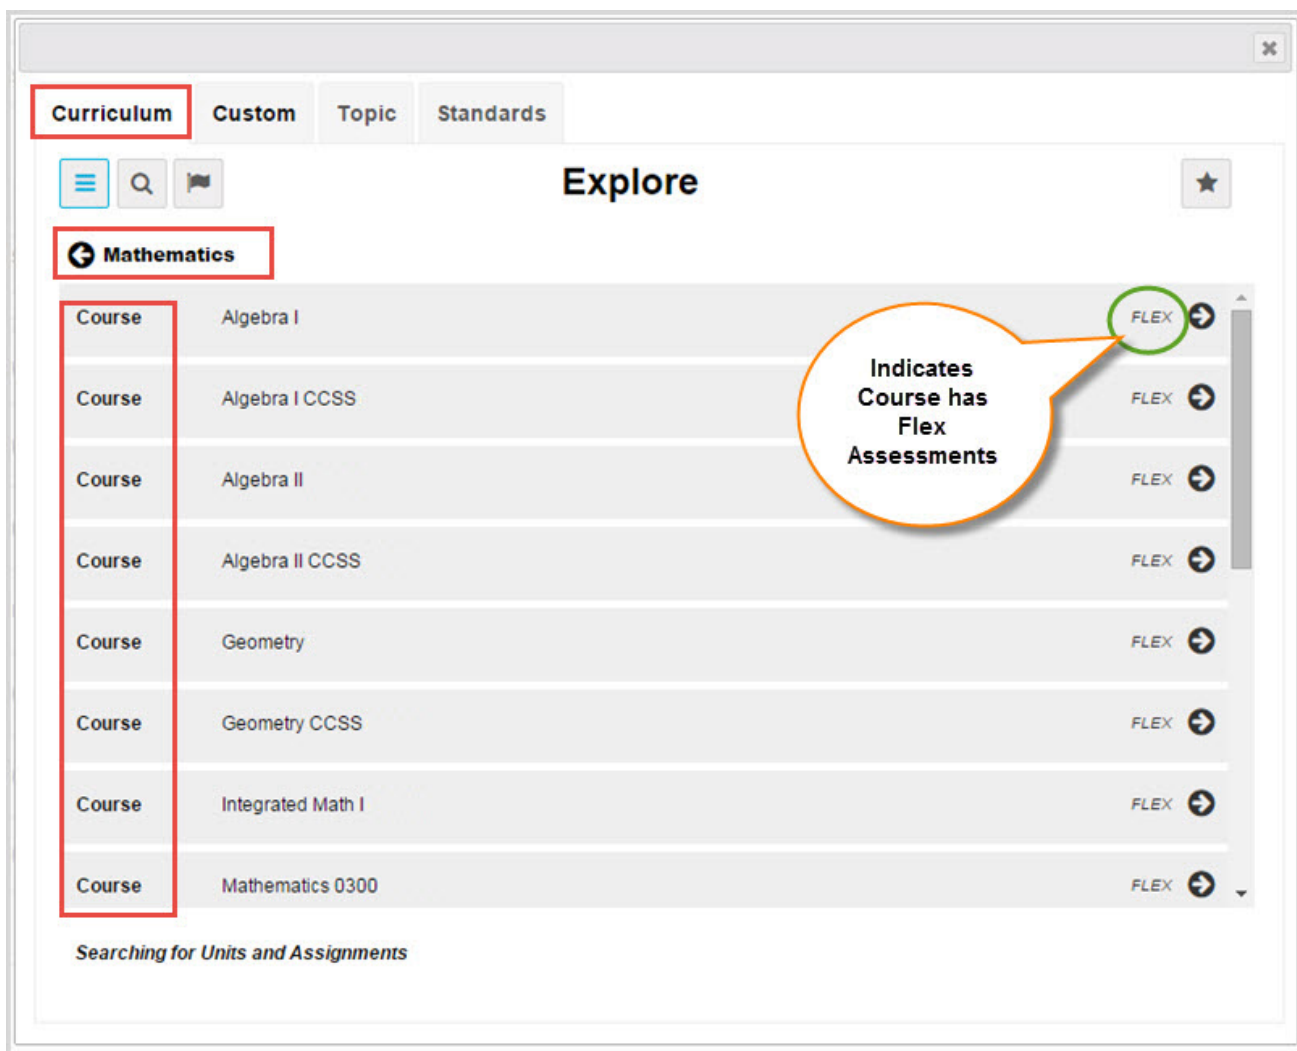 Curriculum Custom Topic Standards
Explore
Mathematics
Course Algebra I FLEX
Course Algebra I CCSS FLEX
Course Algebra II FLEX
Course Algebra II CCSS FLEX
Course Geometry FLEX
Course Geometry CCSS FLEX
Course Integrated Math I FLEX
Course Mathematics 0300 FLEX
Indicates
Course has
Flex
Assessments
Searching for Units and Assignments